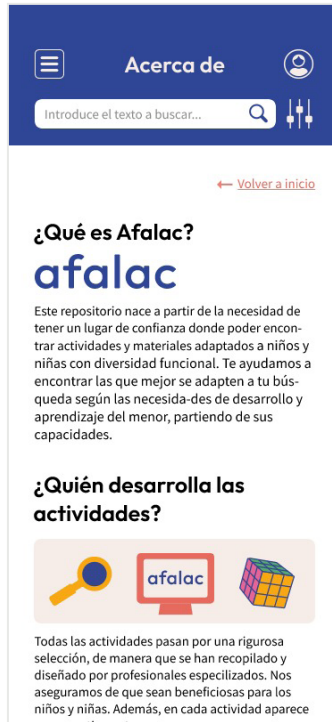 Acerca de
Introduce el texto a buscar...
← Volver a inicio
¿Qué es Afalac?
afalac
Este repositorio nace a partir de la necesidad de
tener un lugar de confianza donde poder encon-
trar actividades y materiales adaptados a niños y
niñas con diversidad funcional. Te ayudamos a
encontrar las que mejor se adapten a tu bús-
queda según las necesida-des de desarrollo y
aprendizaje del menor, partiendo de sus
capacidades.
¿Quién desarrolla las
actividades?
afalac
Todas las actividades pasan por una rigurosa
selección, de manera que se han recopilado y
diseñado por profesionales especilizados. Nos
aseguramos de que sean beneficiosas para los
niños y niñas. Además, en cada actividad aparece